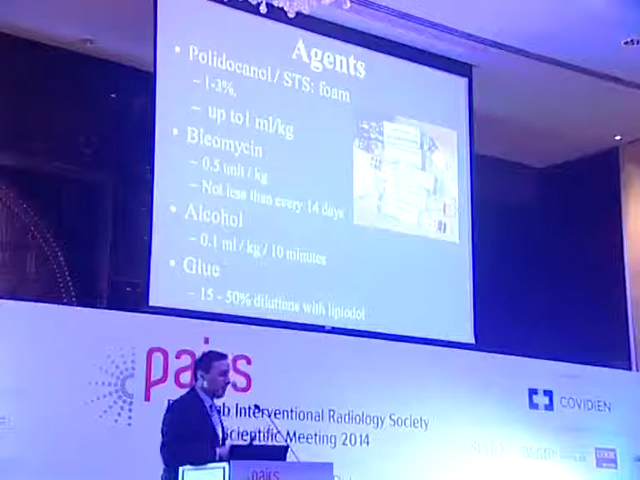 Agents
• Polidocanol / STS: foam
– 1-3%,
– up to 1 ml/kg
• Bleomycin
– 0.5 unit / kg
– Not less than every 14 days
• Alcohol
– 0.1 ml / kg / 10 minutes
• Glue
– 15 - 50% dilutions with lipiodol
pairs
Interventional Radiology Society
Scientific Meeting 2014
COVIDIEN
pairs